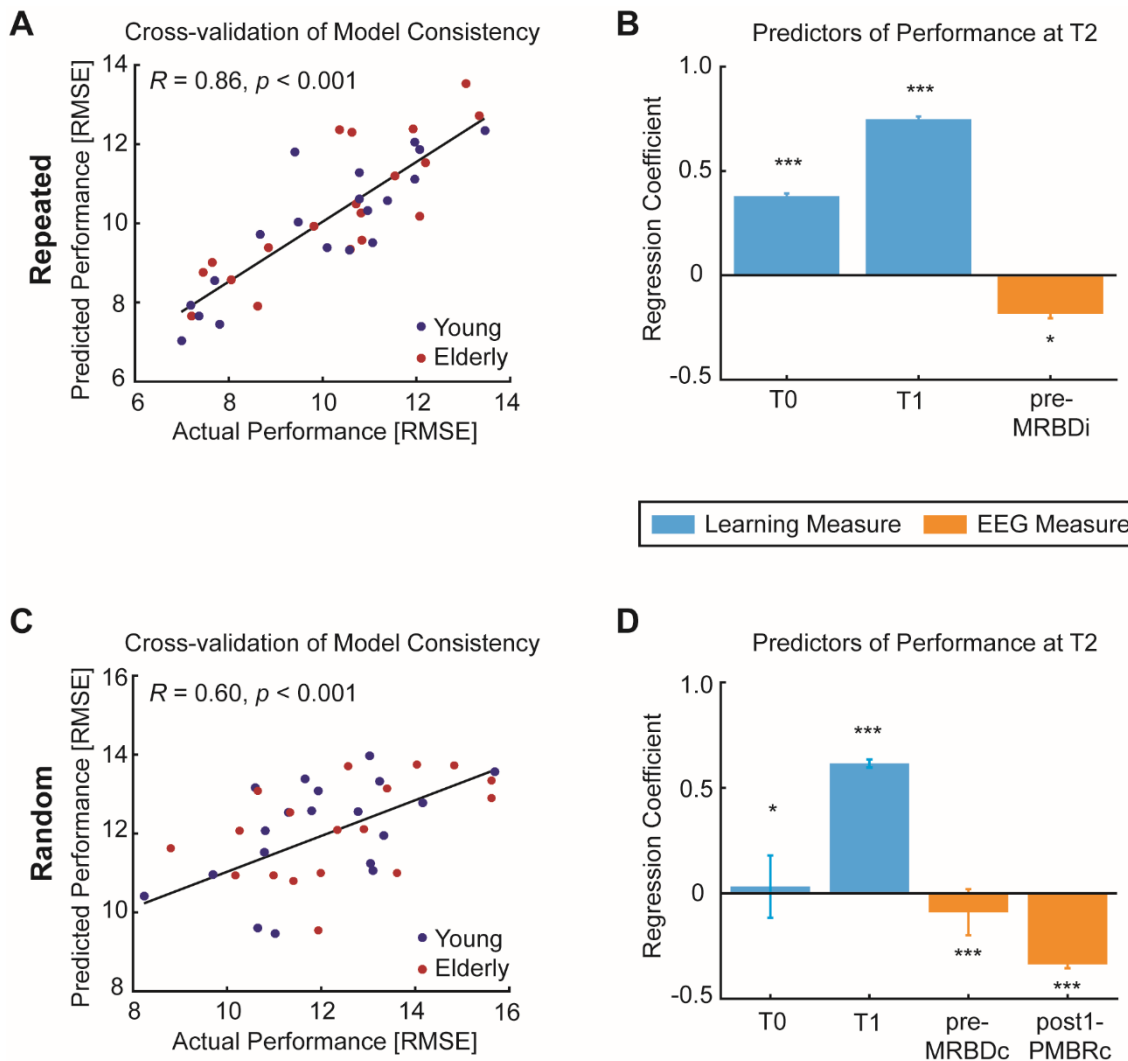 A
Cross-validation of Model Consistency
R = 0.86, p < 0.001
Repeated
Predicted Performance [RMSE]
14
12
10
8
6
6 8 10 12 14
Actual Performance [RMSE]
Young
Elderly
B
Predictors of Performance at T2
Regression Coefficient
1.0
0.5
0
-0.5
***
***
*
T0 T1 pre-
MRBDi
Learning Measure EEG Measure
C
Cross-validation of Model Consistency
R = 0.60, p < 0.001
Random
Predicted Performance [RMSE]
16
14
12
10
8
8 10 12 14 16
Actual Performance [RMSE]
Young
Elderly
D
Predictors of Performance at T2
Regression Coefficient
1.0
0.5
0
-0.5
*
***
***
***
T0 T1 pre- post1-
MRBDc PMBRc